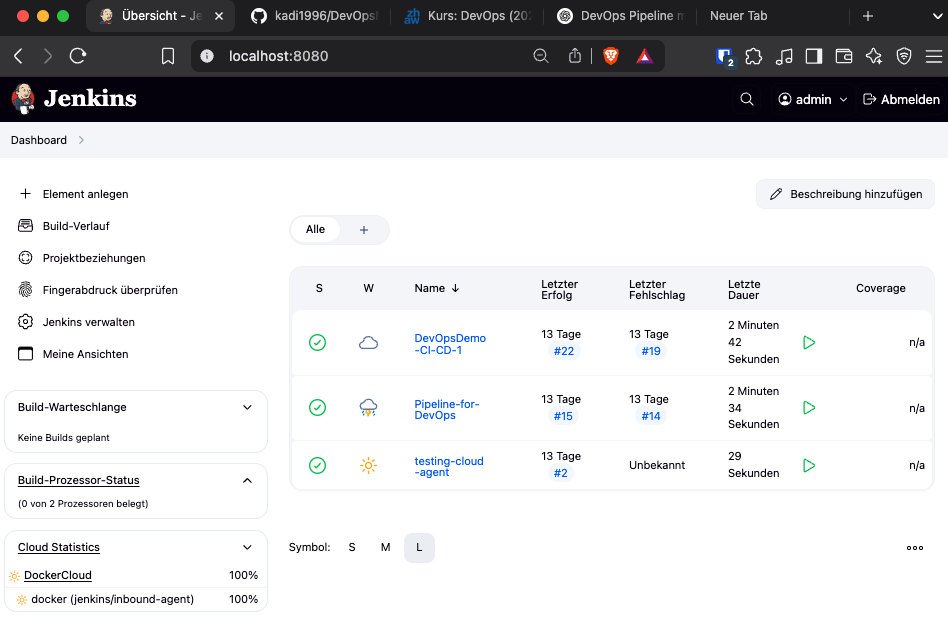 Übersicht - Je
kadi1996/DevOpsh
Kurs: DevOps (202
DevOps Pipeline m
Neuer Tab
localhost:8080
2
Jenkins
admin
Abmelden
Dashboard
Element anlegen
Build-Verlauf
Projektbeziehungen
Fingerabdruck überprüfen
Jenkins verwalten
Meine Ansichten
Build-Warteschlange
Keine Builds geplant
Build-Prozessor-Status
(0 von 2 Prozessoren belegt)
Cloud Statistics
DockerCloud 100%
docker (jenkins/inbound-agent) 100%
Beschreibung hinzufügen
Alle +
S W Name ↓ Letzter Erfolg Letzter Fehlschlag Letzte Dauer Coverage
DevOpsDemo
-CI-CD-1
13 Tage
#22
13 Tage
#19
2 Minuten
42
Sekunden
n/a
Pipeline-for-
DevOps
13 Tage
#15
13 Tage
#14
2 Minuten
34
Sekunden
n/a
testing-cloud
-agent
13 Tage
#2
Unbekannt
29
Sekunden
n/a
Symbol: S M L